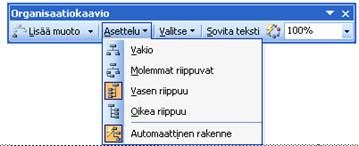 Organisaatiokaavio
Lisää muoto Asettelu Valitse Sovita teksti 100%
Vakio
Molemmat riippuvat
Vasen riippuu
Oikea riippuu
Automaattinen rakenne